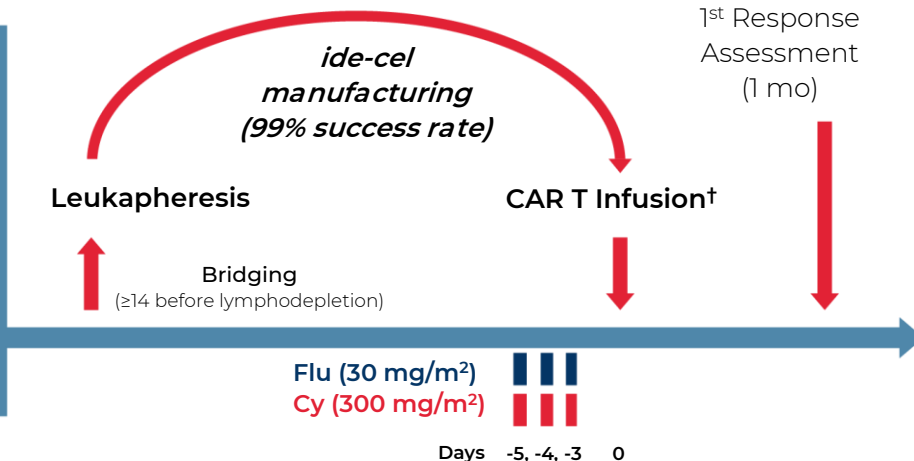 1st Response
Assessment
(1 mo)
ide-cel
manufacturing
(99% success rate)
Leukapheresis
CAR T Infusion†
Bridging
(≥14 before lymphodepletion)
Flu (30 mg/m²)
Cy (300 mg/m²)
Days -5, -4, -3 0